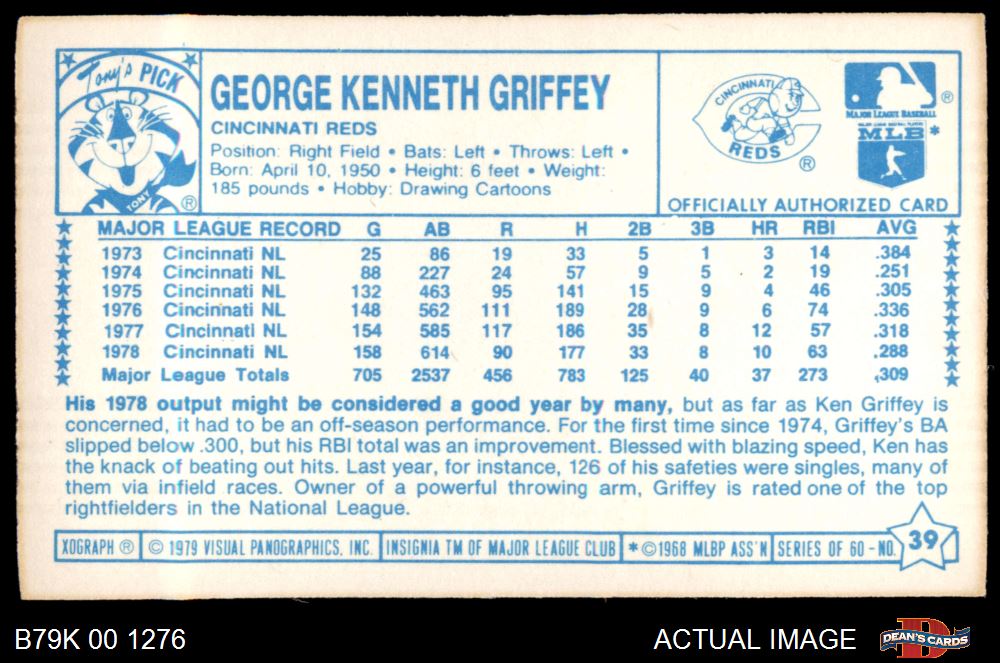 Tony's PICK
TONY ®
GEORGE KENNETH GRIFFEY
CINCINNATI REDS
Position: Right Field • Bats: Left • Throws: Left •
Born: April 10, 1950 • Height: 6 feet • Weight:
185 pounds • Hobby: Drawing Cartoons
CINCINNATI
REDS ®
®
MAJOR LEAGUE BASEBALL
MAJOR LEAGUE BASEBALL PLAYERS
MLB *
OFFICIALLY AUTHORIZED CARD
MAJOR LEAGUE RECORD G AB R H 2B 3B HR RBI AVG
1973 Cincinnati NL 25 86 19 33 5 1 3 14 .384
1974 Cincinnati NL 88 227 24 57 9 5 2 19 .251
1975 Cincinnati NL 132 463 95 141 15 9 4 46 .305
1976 Cincinnati NL 148 562 111 189 28 9 6 74 .336
1977 Cincinnati NL 154 585 117 186 35 8 12 57 .318
1978 Cincinnati NL 158 614 90 177 33 8 10 63 .288
Major League Totals 705 2537 456 783 125 40 37 273 .309
His 1978 output might be considered a good year by many, but as far as Ken Griffey is
concerned, it had to be an off-season performance. For the first time since 1974, Griffey's BA
slipped below .300, but his RBI total was an improvement. Blessed with blazing speed, Ken has
the knack of beating out hits. Last year, for instance, 126 of his safeties were singles, many of
them via infield races. Owner of a powerful throwing arm, Griffey is rated one of the top
rightfielders in the National League.
XOGRAPH ® © 1979 VISUAL PANOGRAPHICS, INC. INSIGNIA TM OF MAJOR LEAGUE CLUB * ©1968 MLBP ASS'N SERIES OF 60 - NO. 39
B79K 00 1276 ACTUAL IMAGE DEAN'S CARDS